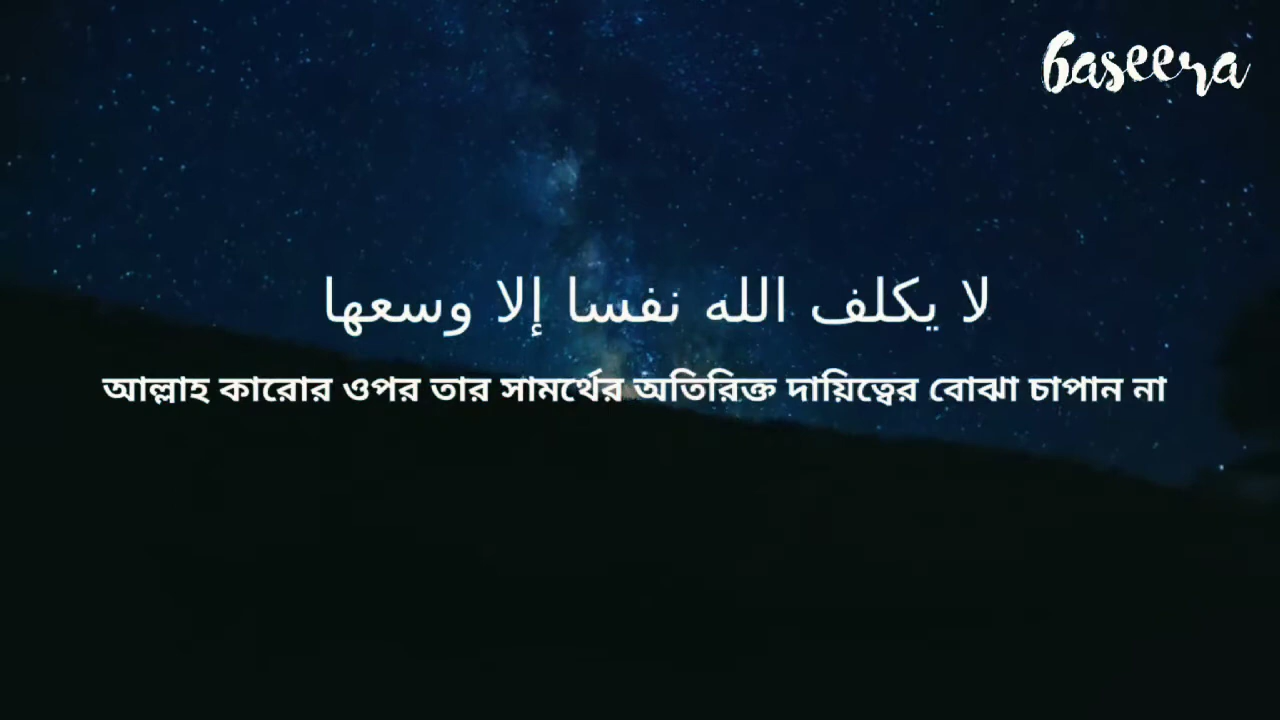 baseera
لا يكلف الله نفسا إلا وسعها
আল্লাহ কারোর ওপর তার সামর্থের অতিরিক্ত দায়িত্বের বোঝা চাপান না